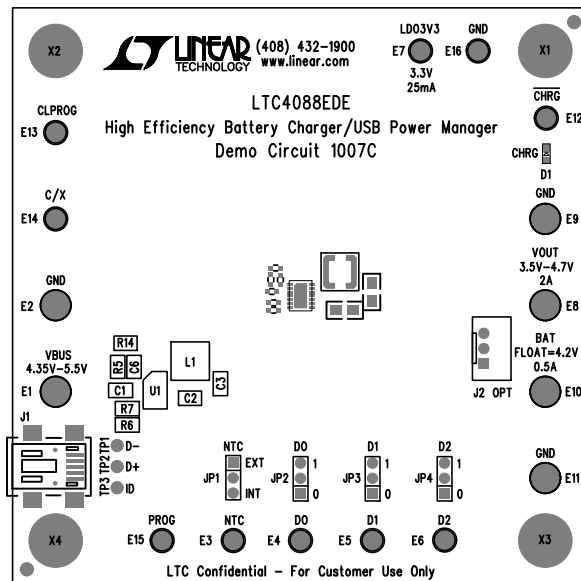 X2
LINEAR
TECHNOLOGY
(408) 432-1900
www.linear.com
LDO3V3
E7
3.3V
25mA
GND
E16
X1
LTC4088EDE
High Efficiency Battery Charger/USB Power Manager
Demo Circuit 1007C
CLPROG
E13
CHRG
E12
CHRG
D1
C/X
E14
GND
E9
GND
E2
VOUT
3.5V-4.7V
2A
E8
VBUS
4.35V-5.5V
E1
R14
R5
C6
L1
C1
U1
C2
C3
R7
R6
BAT
FLOAT=4.2V
0.5A
E10
J2 OPT
J1
TP1
D-
TP2
D+
TP3
ID
NTC
EXT
JP1
INT
D0
1
JP2
0
D1
1
JP3
0
D2
1
JP4
0
GND
E11
X4
PROG
E15
NTC
E3
D0
E4
D1
E5
D2
E6
X3
LTC Confidential - For Customer Use Only